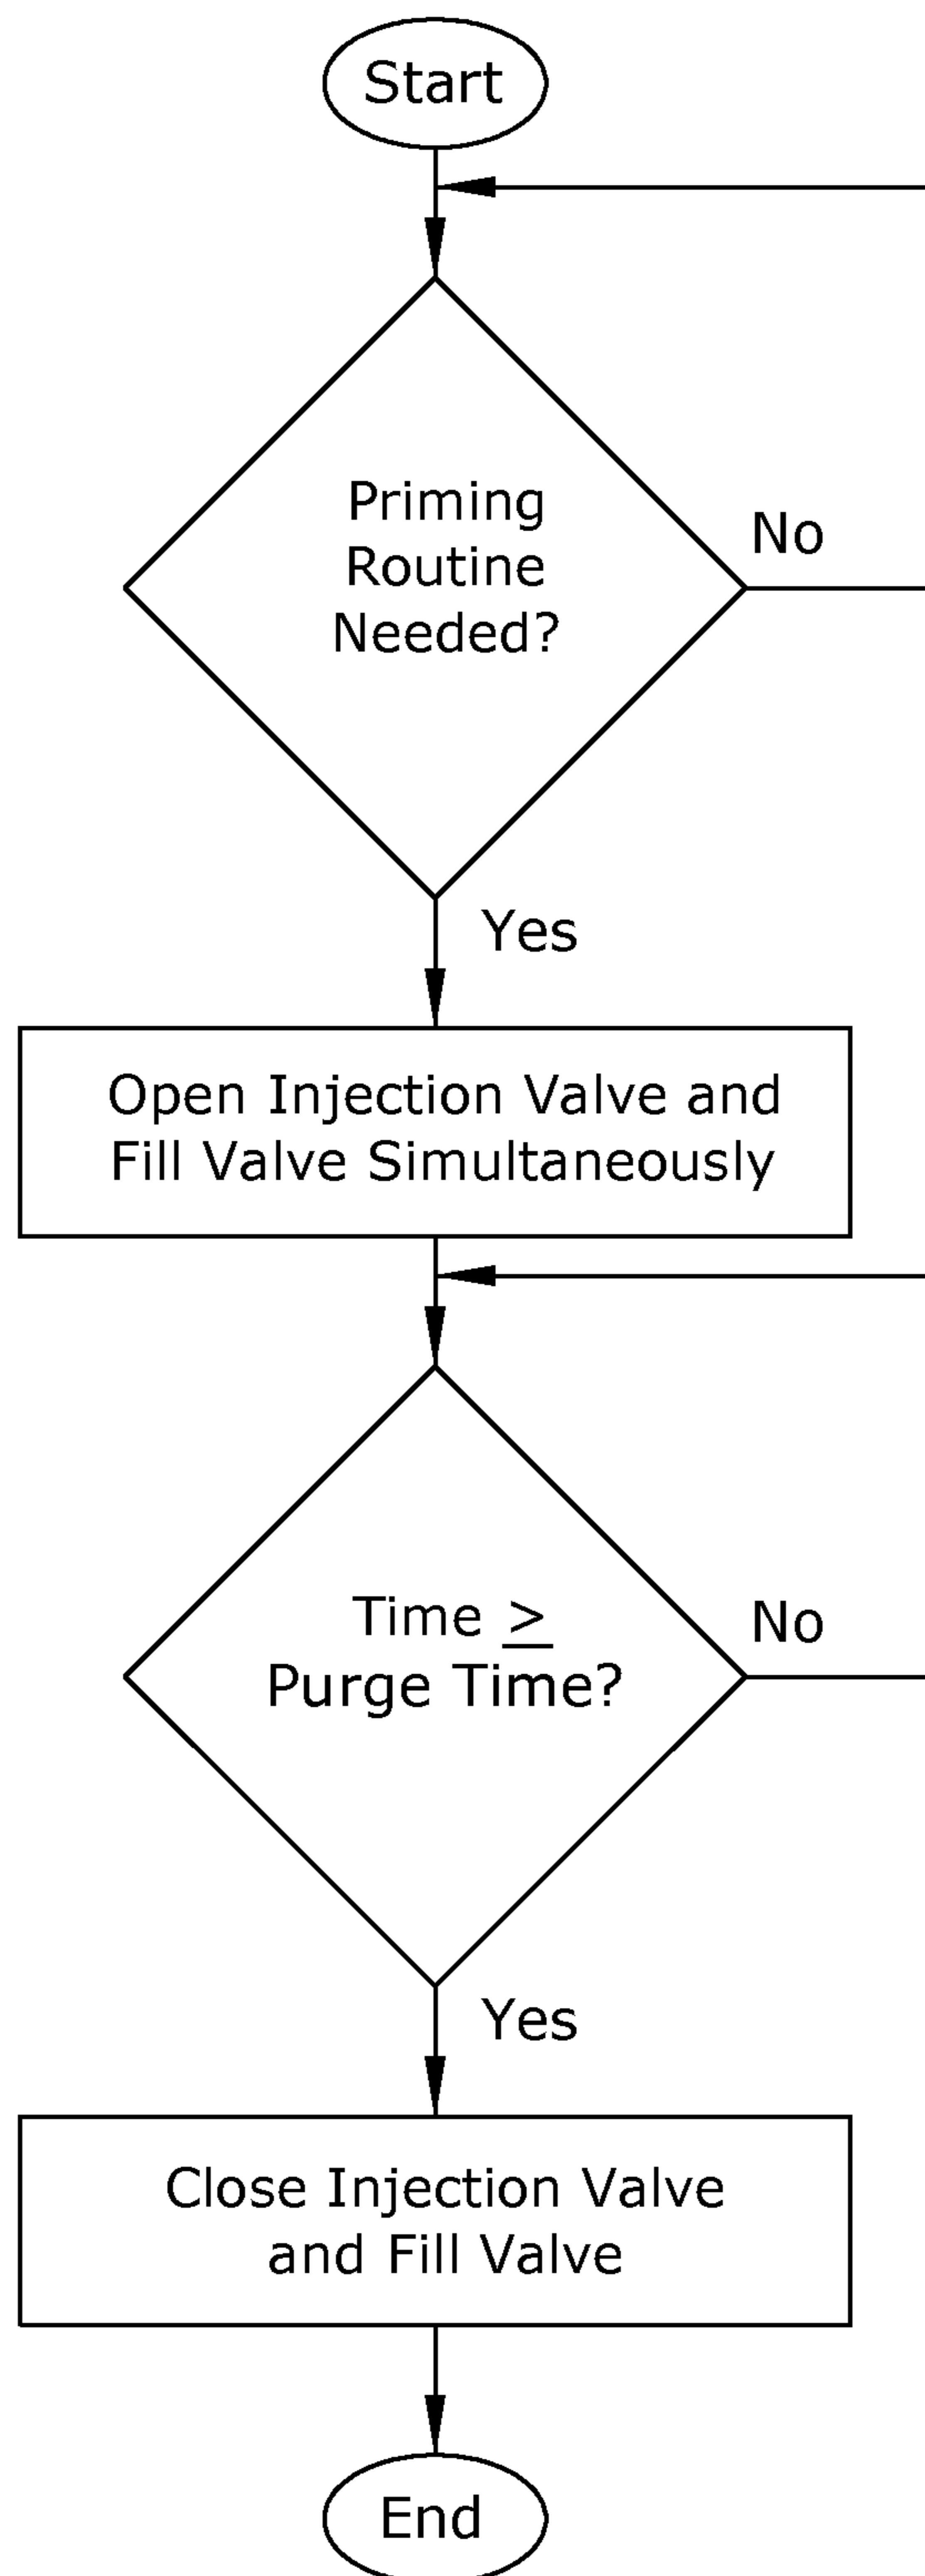 Start
Priming
Routine
Needed?
No
Yes
Open Injection Valve and
Fill Valve Simultaneously
Time ≥
Purge Time?
No
Yes
Close Injection Valve
and Fill Valve
End